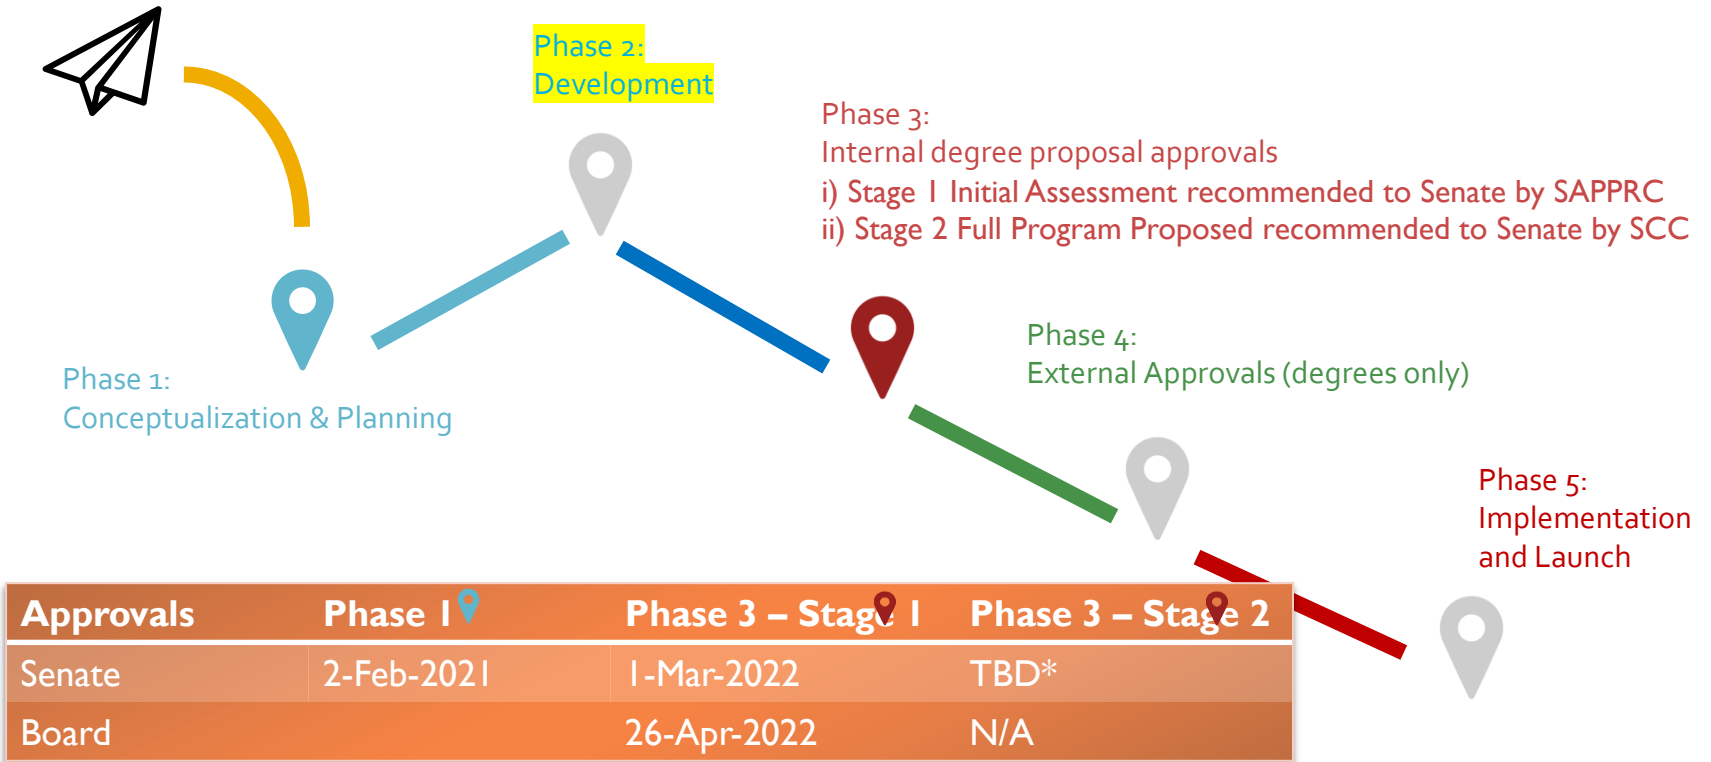 Phase 2:
Development
Phase 3:
Internal degree proposal approvals
i) Stage 1 Initial Assessment recommended to Senate by SAPPRC
ii) Stage 2 Full Program Proposed recommended to Senate by SCC
Phase 4:
External Approvals (degrees only)
Phase 1:
Conceptualization & Planning
Phase 5:
Implementation
and Launch
Approvals Phase 1 Phase 3 – Stage 1 Phase 3 – Stage 2
Senate 2-Feb-2021 1-Mar-2022 TBD*
Board 26-Apr-2022 N/A